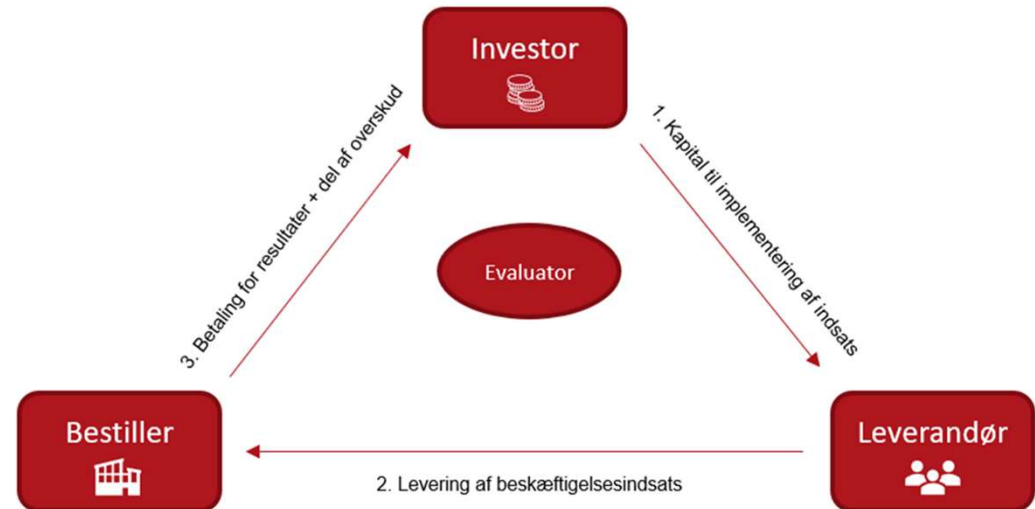 Investor
3. Betaling for resultater + del af overskud
1. Kapital til implementering af indsats
Evaluator
Bestiller
Leverandør
2. Levering af beskæftigelsesindsats